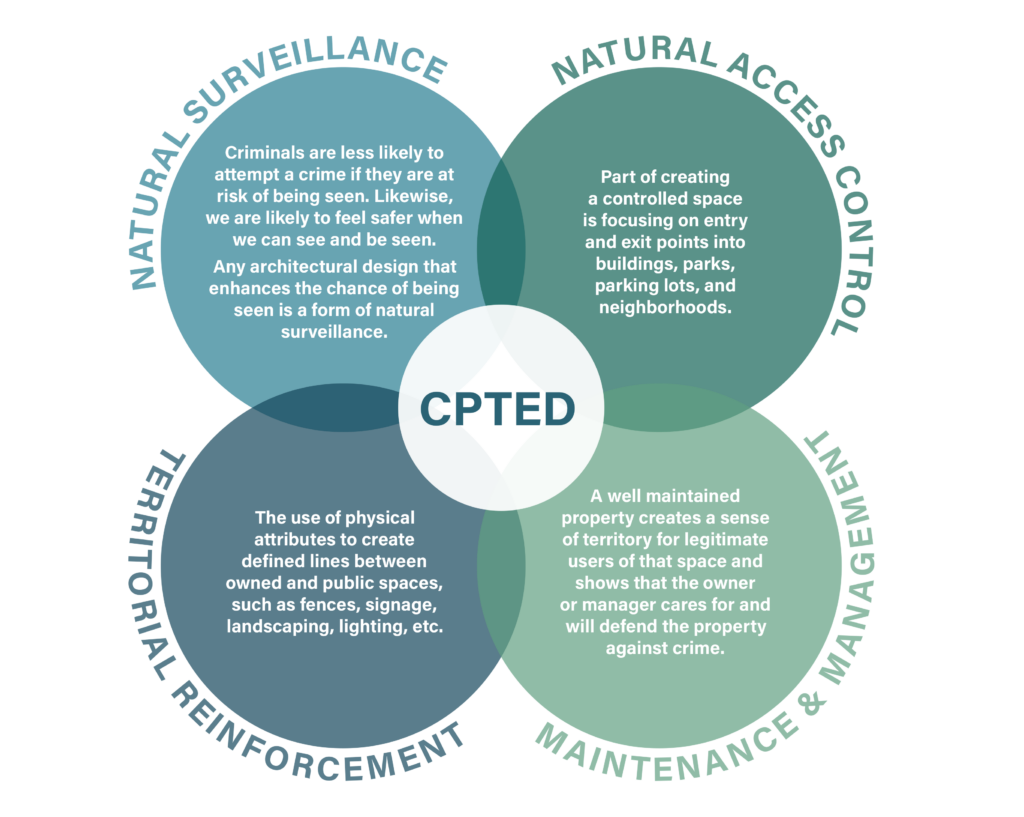 NATURAL SURVEILLANCE
Criminals are less likely to
attempt a crime if they are at
risk of being seen. Likewise,
we are likely to feel safer when
we can see and be seen.
Any architectural design that
enhances the chance of being
seen is a form of natural
surveillance.
NATURAL ACCESS CONTROL
Part of creating
a controlled space
is focusing on entry
and exit points into
buildings, parks,
parking lots, and
neighborhoods.
CPTED
TERRITORIAL REINFORCEMENT
The use of physical
attributes to create
defined lines between
owned and public spaces,
such as fences, signage,
landscaping, lighting, etc.
MAINTENANCE & MANAGEMENT
A well maintained
property creates a sense
of territory for legitimate
users of that space and
shows that the owner
or manager cares for and
will defend the property
against crime.